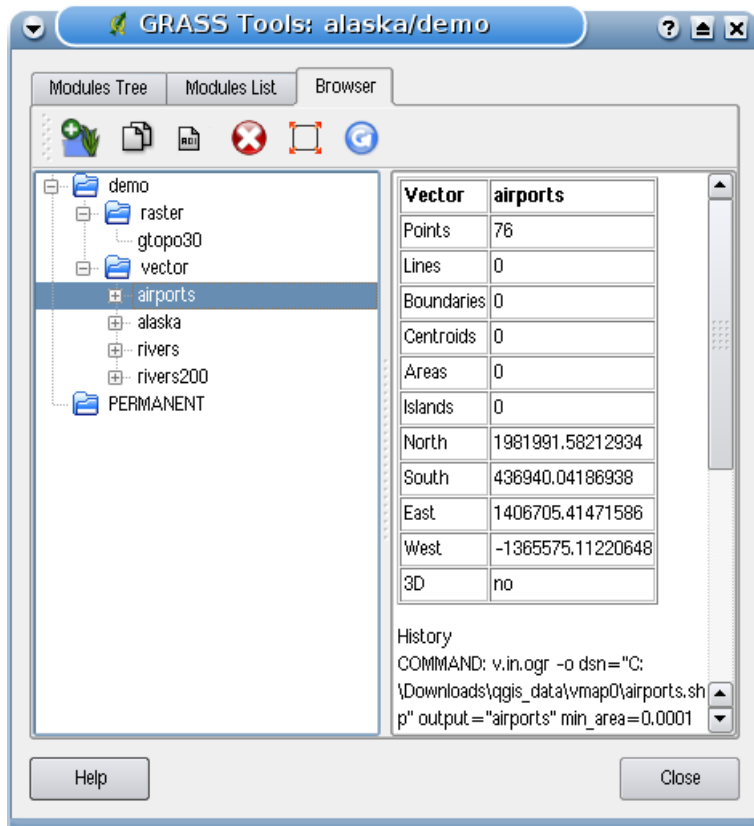 GRASS Tools: alaska/demo
Modules Tree
Modules List
Browser
demo
raster
gtopo30
vector
airports
alaska
rivers
rivers200
PERMANENT
Vector airports
Points 76
Lines 0
Boundaries 0
Centroids 0
Areas 0
Islands 0
North 1981991.58212934
South 436940.04186938
East 1406705.41471586
West -1365575.11220648
3D no
History
COMMAND: v.in.ogr -o dsn="C:
\Downloads\qgis_data\vmap0\airports.sh
p" output="airports" min_area=0.0001
Help
Close